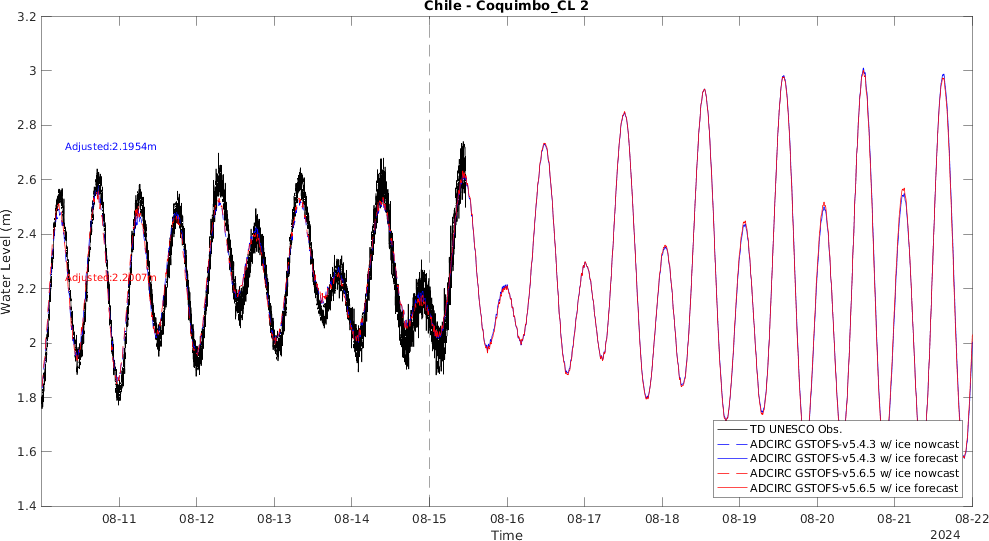 Chile - Coquimbo_CL 2
3.2
3
2.8
2.6
2.4
2.2
2
1.8
1.6
1.4
Water Level (m)
Adjusted:2.1954m
Adjusted:2.2007m
TD UNESCO Obs.
ADCIRC GSTOFS-v5.4.3 w/ ice nowcast
ADCIRC GSTOFS-v5.4.3 w/ ice forecast
ADCIRC GSTOFS-v5.6.5 w/ ice nowcast
ADCIRC GSTOFS-v5.6.5 w/ ice forecast
08-11 08-12 08-13 08-14 08-15 08-16 08-17 08-18 08-19 08-20 08-21 08-22
Time
2024